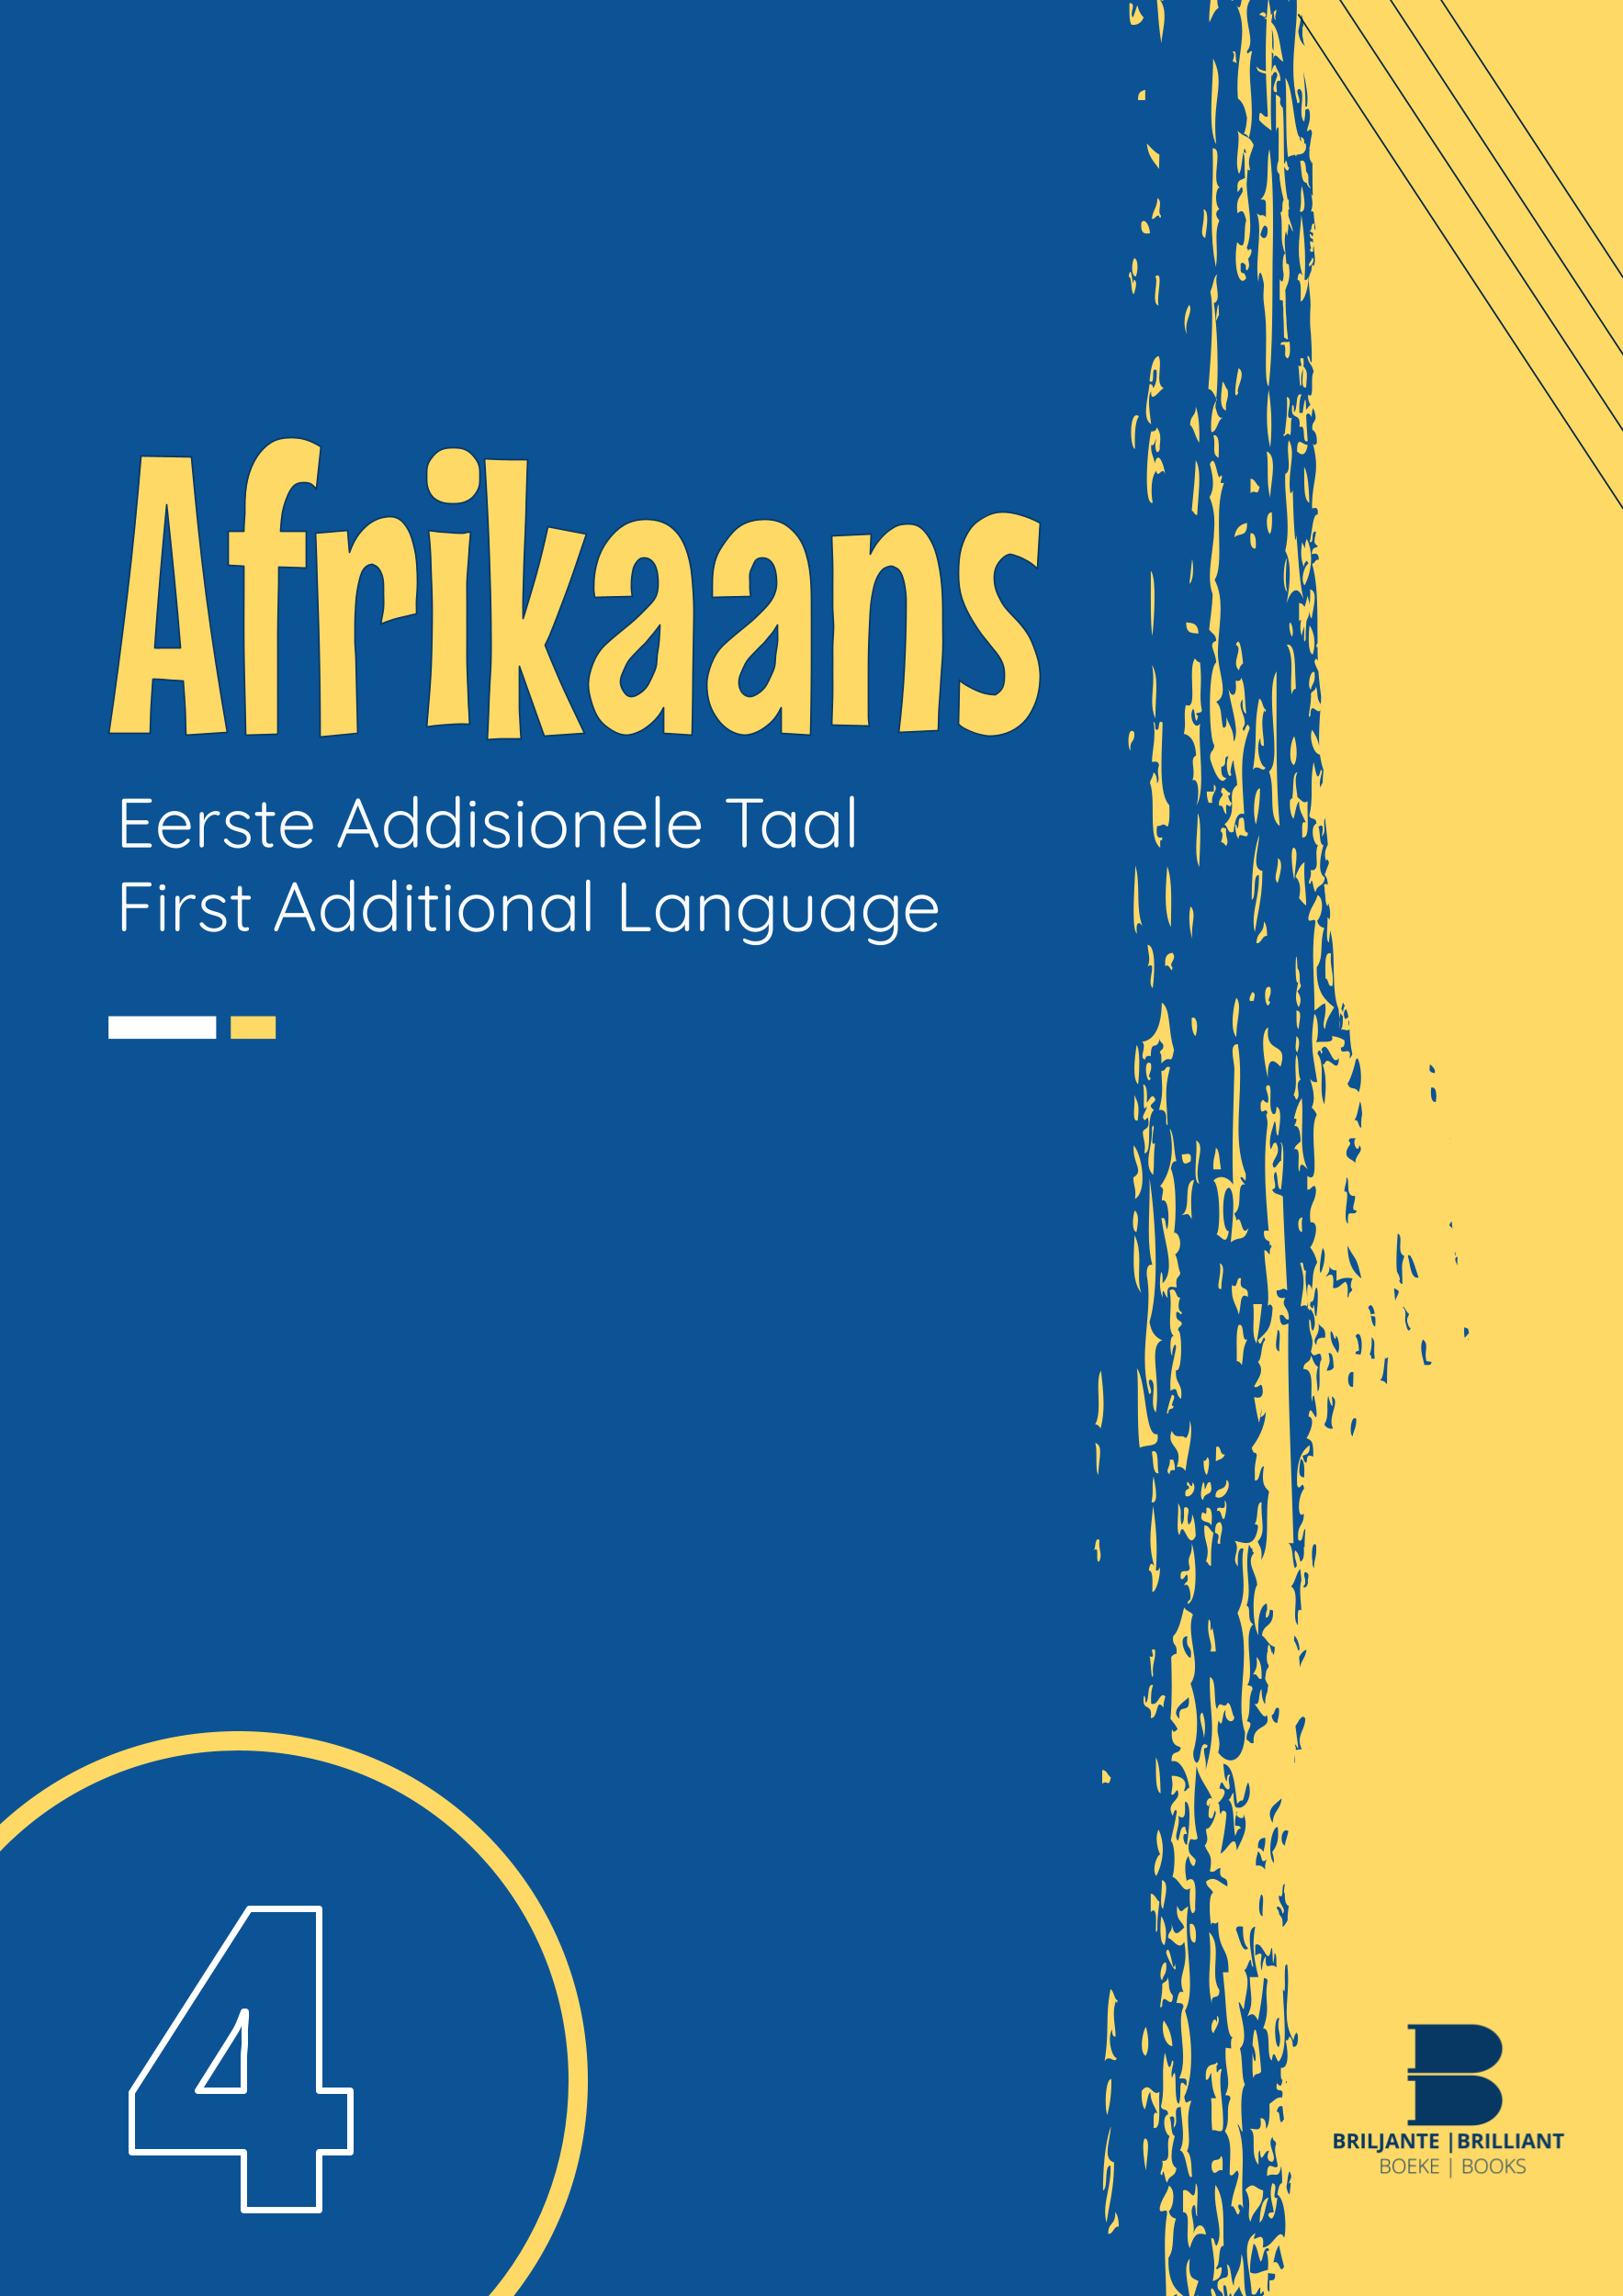 Afrikaans
Eerste Addisionele Taal
First Additional Language
4
B
BRILJANTE | BRILLIANT
BOEKE | BOOKS